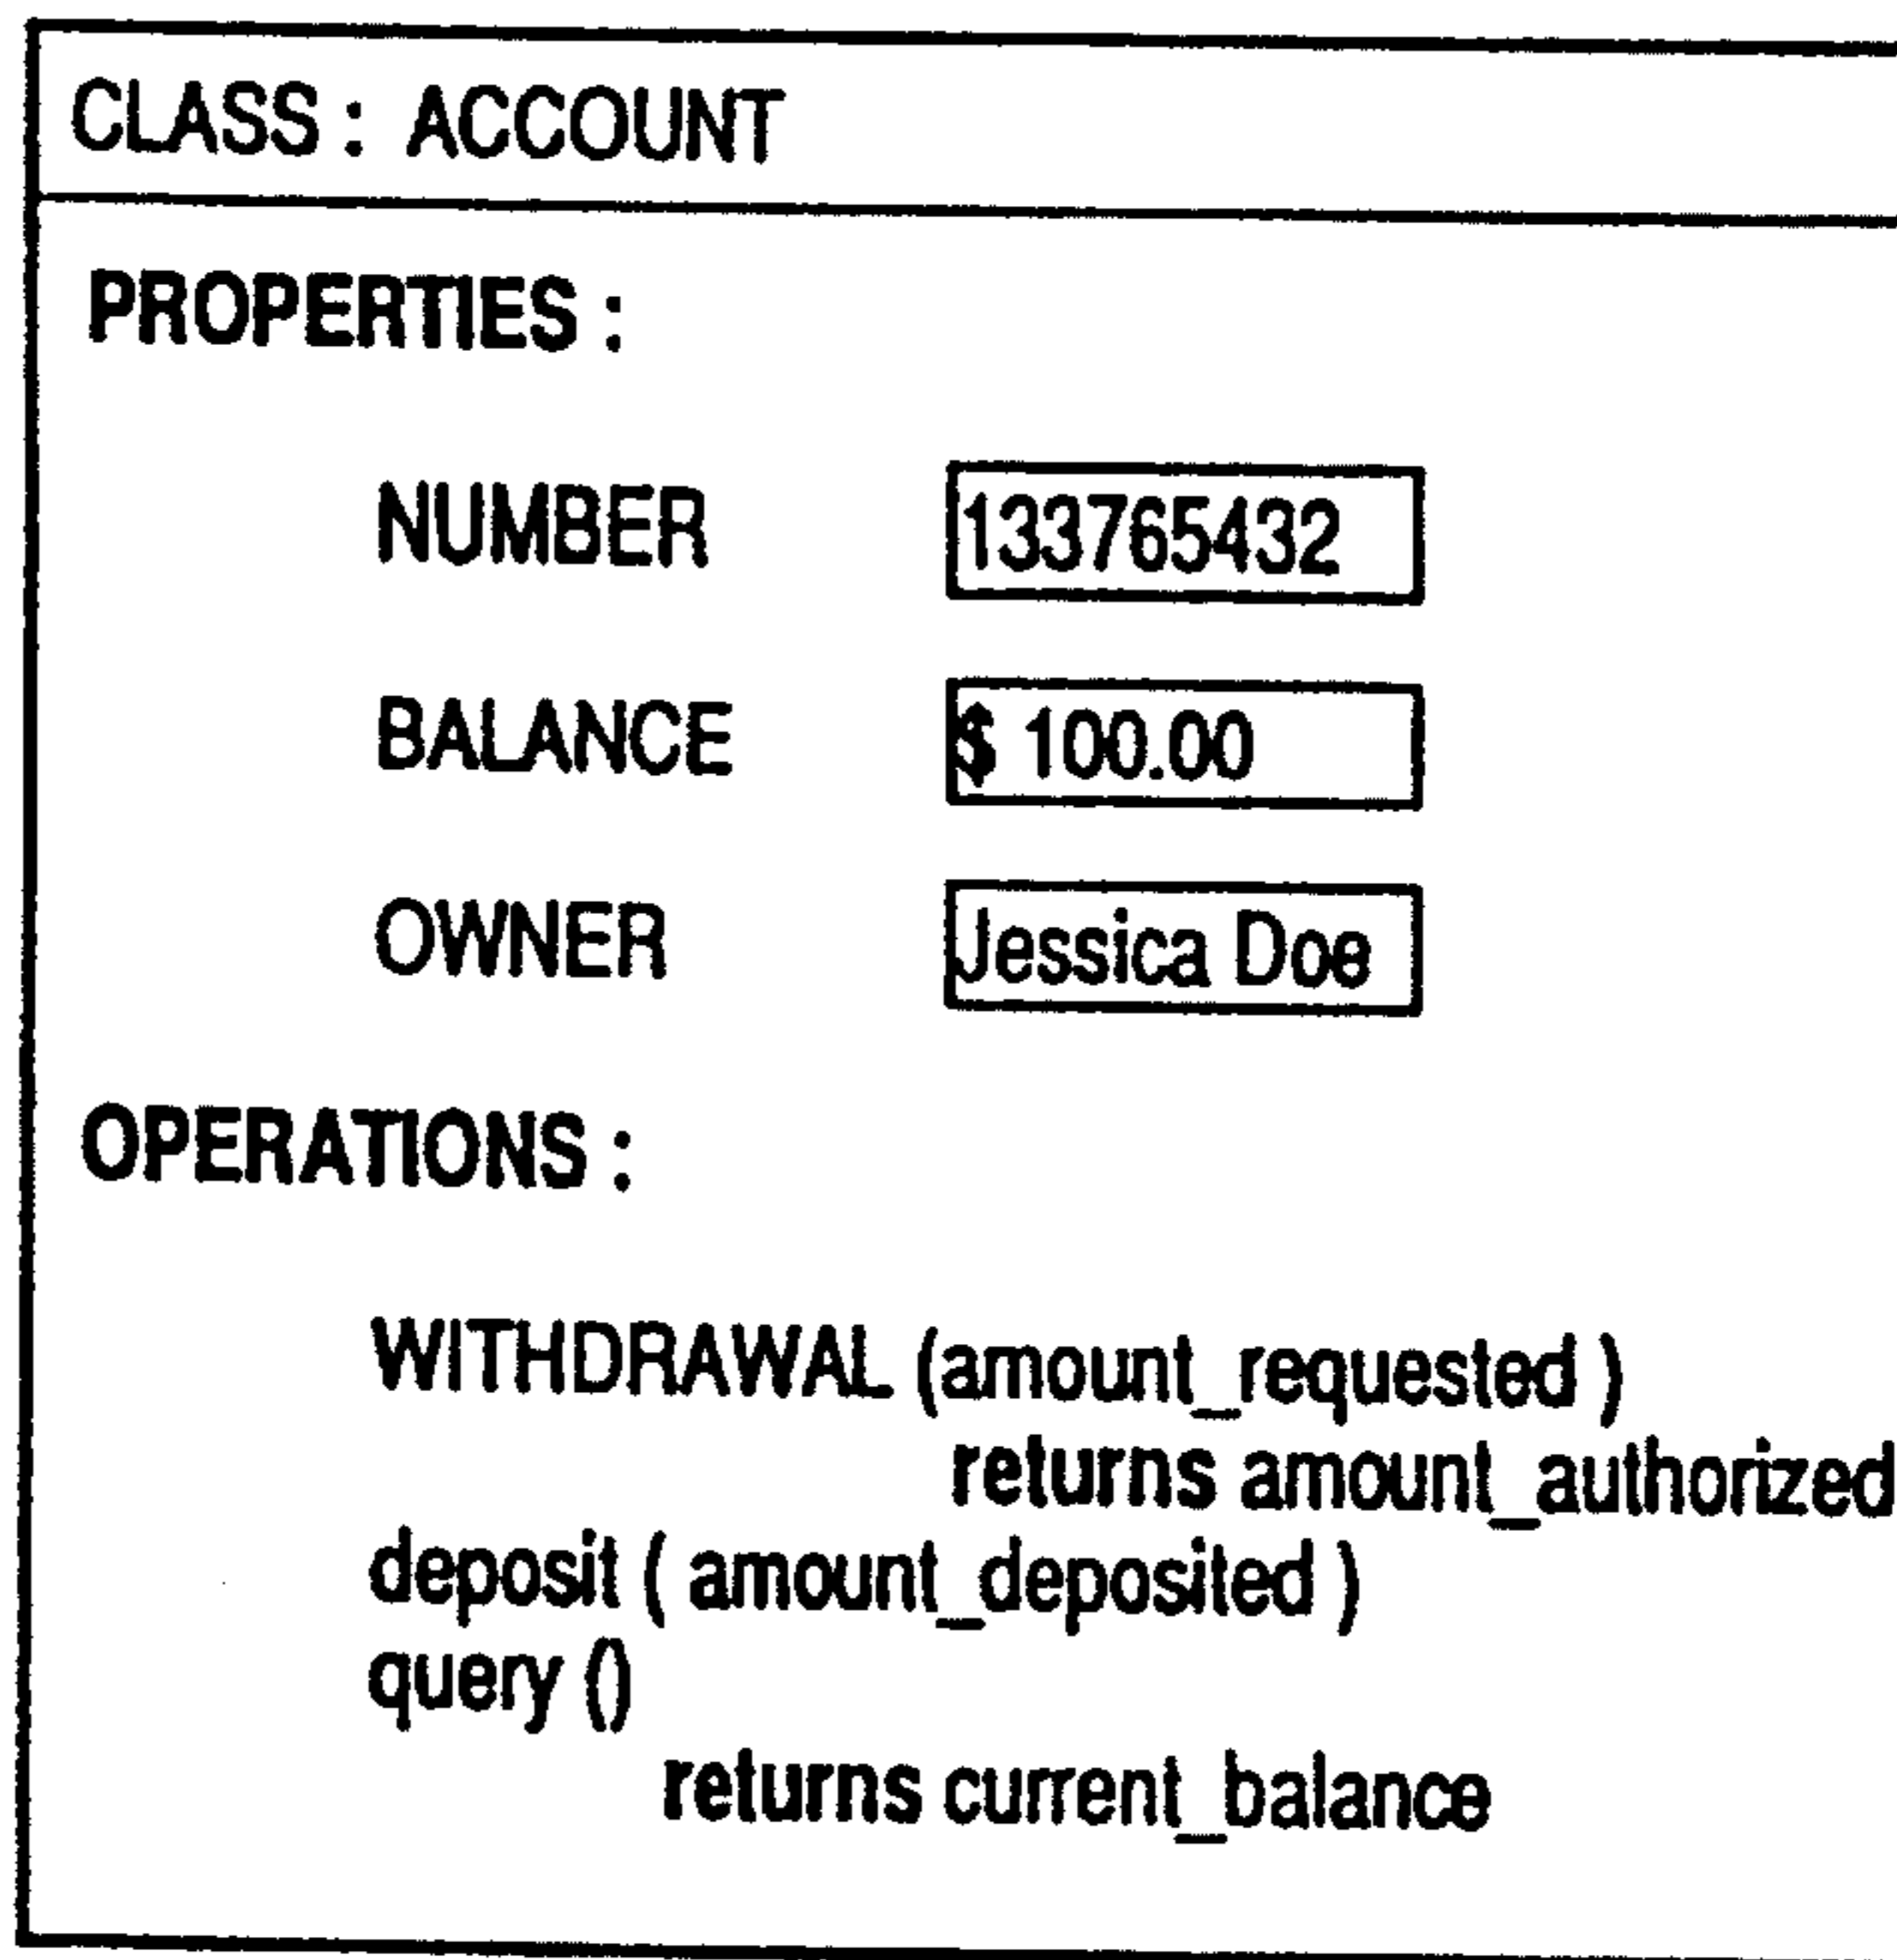 CLASS : ACCOUNT
PROPERTIES :
NUMBER 133765432
BALANCE $ 100.00
OWNER Jessica Doe
OPERATIONS :
WITHDRAWAL (amount_requested )
returns amount_authorized
deposit ( amount_deposited )
query ()
returns current_balance